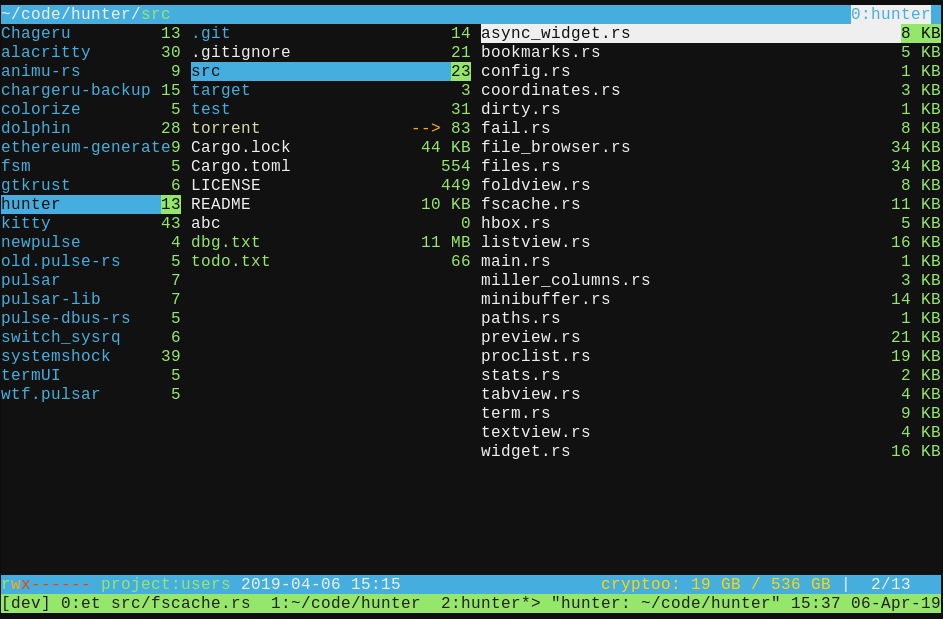 ~/code/hunter/src 0:hunter
Chageru 13 .git 14 async_widget.rs 8 KB
alacritty 30 .gitignore 21 bookmarks.rs 5 KB
animu-rs 9 src 23 config.rs 1 KB
chargeru-backup 15 target 3 coordinates.rs 3 KB
colorize 5 test 31 dirty.rs 1 KB
dolphin 28 torrent --> 83 fail.rs 8 KB
ethereum-generate9 Cargo.lock 44 KB file_browser.rs 34 KB
fsm 5 Cargo.toml 554 files.rs 34 KB
gtkrust 6 LICENSE 449 foldview.rs 8 KB
hunter 13 README 10 KB fscache.rs 11 KB
kitty 43 abc 0 hbox.rs 5 KB
newpulse 4 dbg.txt 11 MB listview.rs 16 KB
old.pulse-rs 5 todo.txt 66 main.rs 1 KB
pulsar 7 miller_columns.rs 3 KB
pulsar-lib 7 minibuffer.rs 14 KB
pulse-dbus-rs 5 paths.rs 1 KB
switch_sysrq 6 preview.rs 21 KB
systemshock 39 proclist.rs 19 KB
termUI 5 stats.rs 2 KB
wtf.pulsar 5 tabview.rs 4 KB
term.rs 9 KB
textview.rs 4 KB
widget.rs 16 KB
rwx------ project:users 2019-04-06 15:15 cryptoo: 19 GB / 536 GB | 2/13
[dev] 0:et src/fscache.rs 1:~/code/hunter 2:hunter*> "hunter: ~/code/hunter" 15:37 06-Apr-19